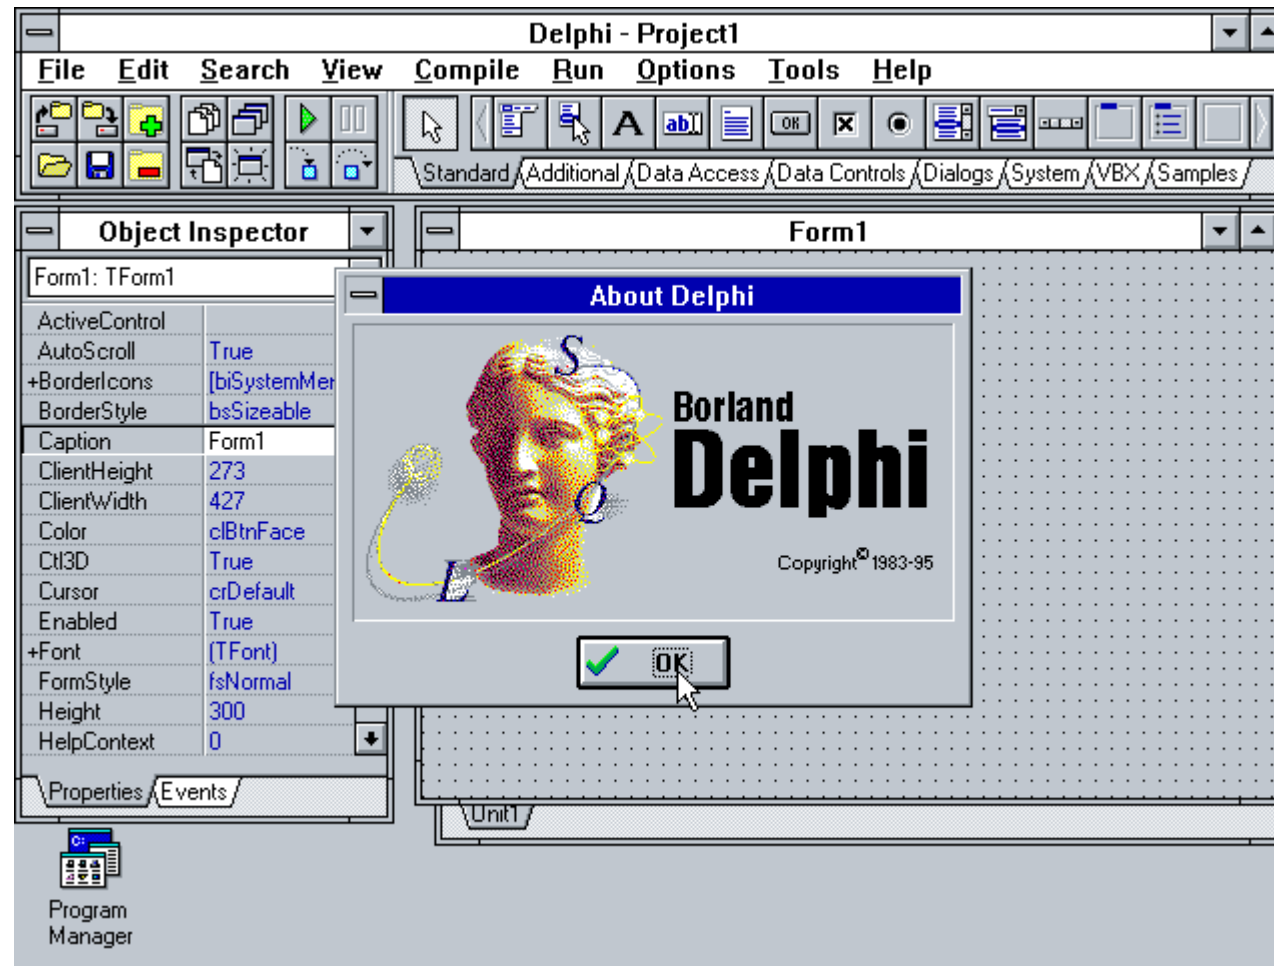 Delphi - Project1
File Edit Search View Compile Run Options Tools Help
A ab OK
Standard Additional Data Access Data Controls Dialogs System VBX Samples
Object Inspector
Form1: TForm1
ActiveControl
AutoScroll True
+BorderIcons [biSystemMer
BorderStyle bsSizeable
Caption Form1
ClientHeight 273
ClientWidth 427
Color clBtnFace
Ctl3D True
Cursor crDefault
Enabled True
+Font (TFont)
FormStyle fsNormal
Height 300
HelpContext 0
Properties Events
Form1
About Delphi
S
Q
L
Borland
Delphi
Copyright© 1983-95
OK
Unit1
C:
Program
Manager